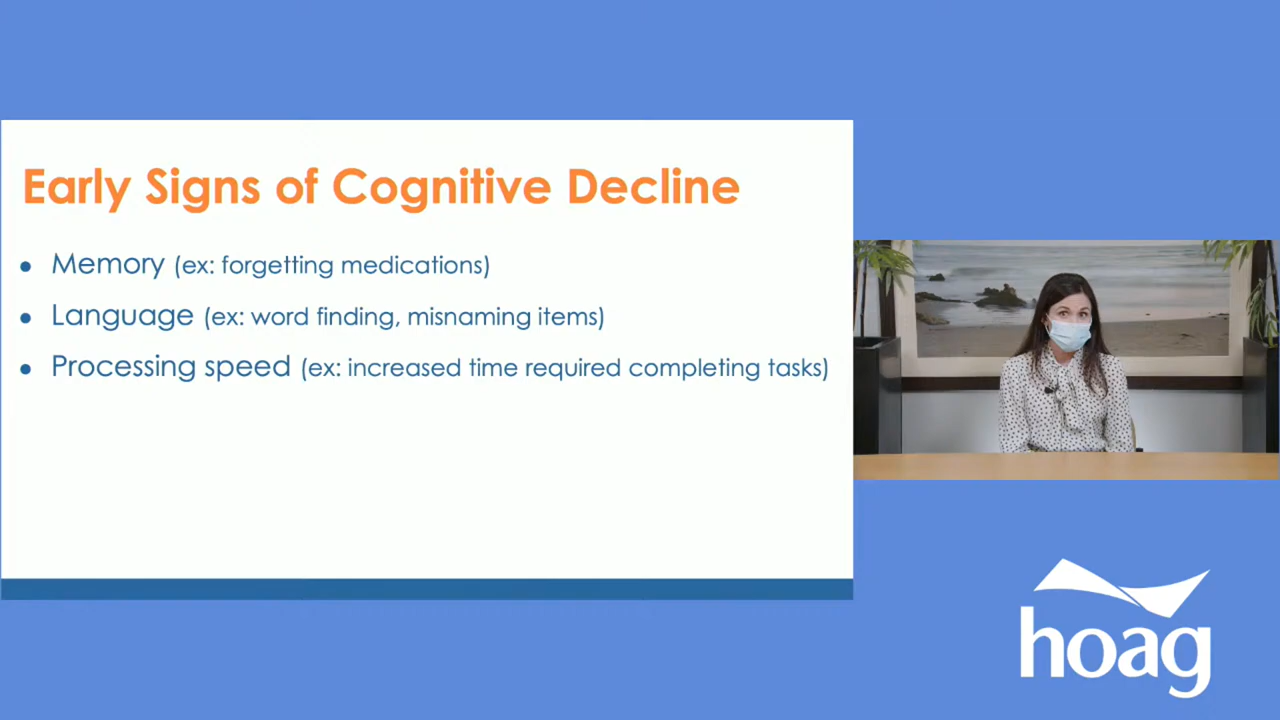 Early Signs of Cognitive Decline
• Memory (ex: forgetting medications)
• Language (ex: word finding, misnaming items)
• Processing speed (ex: increased time required completing tasks)
hoag